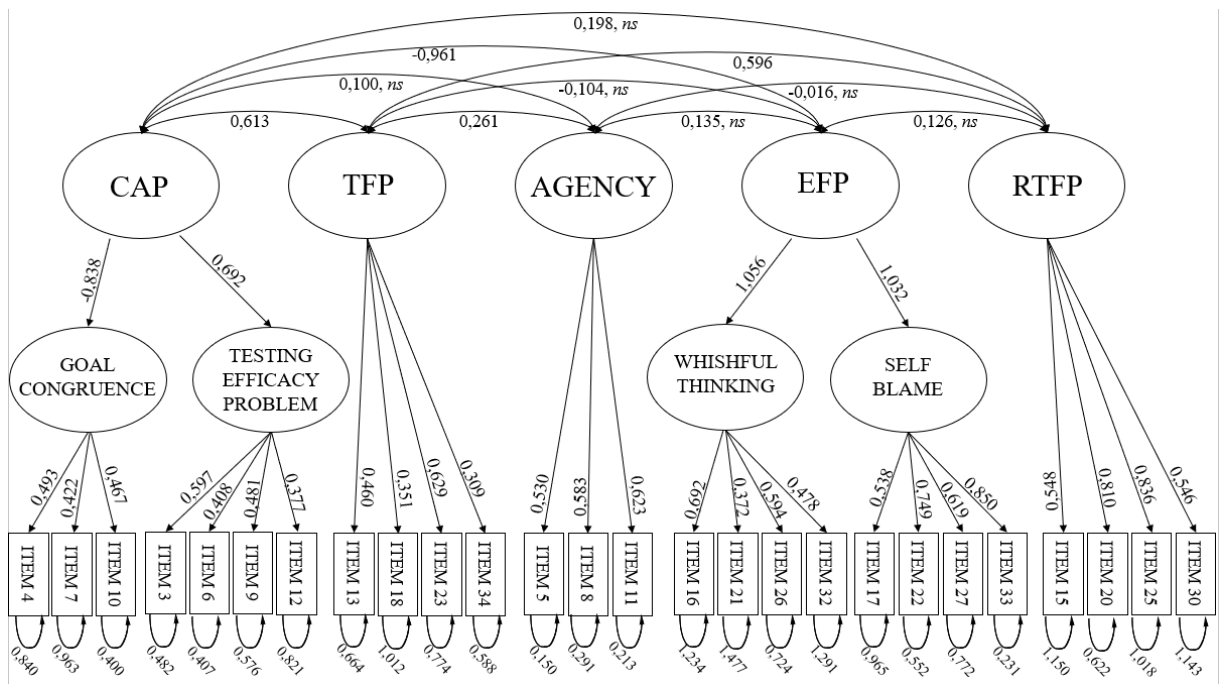 0,198, ns
-0,961
0,596
0,100, ns
-0,104, ns
-0,016, ns
0,613
0,261
0,135, ns
0,126, ns
CAP
TFP
AGENCY
EFP
RTFP
-0,838
0,692
1,056
1,032
GOAL
CONGRUENCE
TESTING
EFFICACY
PROBLEM
WHISHFUL
THINKING
SELF
BLAME
0,493
0,422
0,467
0,597
0,408
0,481
0,377
0,460
0,351
0,629
0,309
0,530
0,583
0,623
0,692
0,372
0,594
0,478
0,538
0,749
0,619
0,850
0,548
0,810
0,836
0,546
ITEM 4
ITEM 7
ITEM 10
ITEM 3
ITEM 6
ITEM 9
ITEM 12
ITEM 13
ITEM 18
ITEM 23
ITEM 34
ITEM 5
ITEM 8
ITEM 11
ITEM 16
ITEM 21
ITEM 26
ITEM 32
ITEM 17
ITEM 22
ITEM 27
ITEM 33
ITEM 15
ITEM 20
ITEM 25
ITEM 30
0,840
0,963
0,400
0,482
0,407
0,576
0,821
0,664
1,012
0,774
0,588
0,150
0,291
0,213
1,234
1,477
0,724
1,291
0,965
0,552
0,772
0,231
1,150
0,622
1,018
1,143